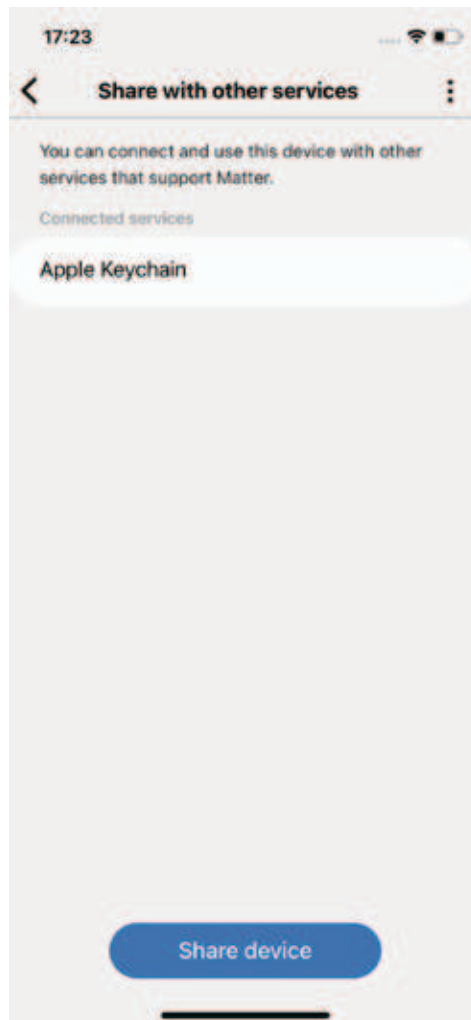 17:23
Share with other services
You can connect and use this device with other
services that support Matter.
Connected services
Apple Keychain
Share device